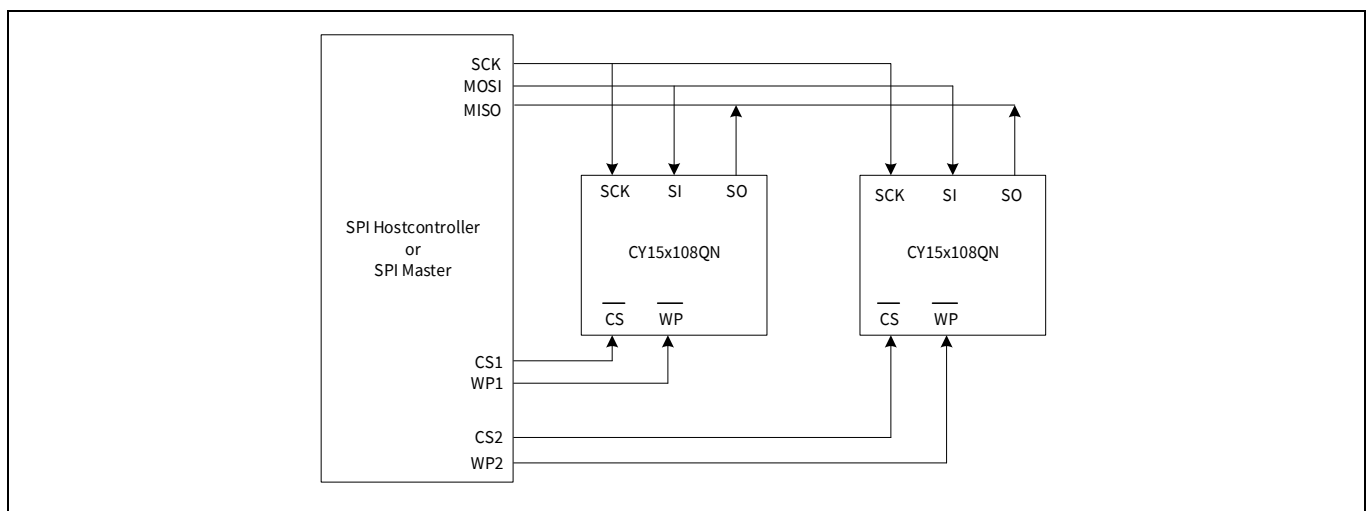 SCK
MOSI
MISO
SPI Hostcontroller
or
SPI Master
CS1
WP1
CS2
WP2
SCK SI SO
CY15x108QN
CS WP
SCK SI SO
CY15x108QN
CS WP